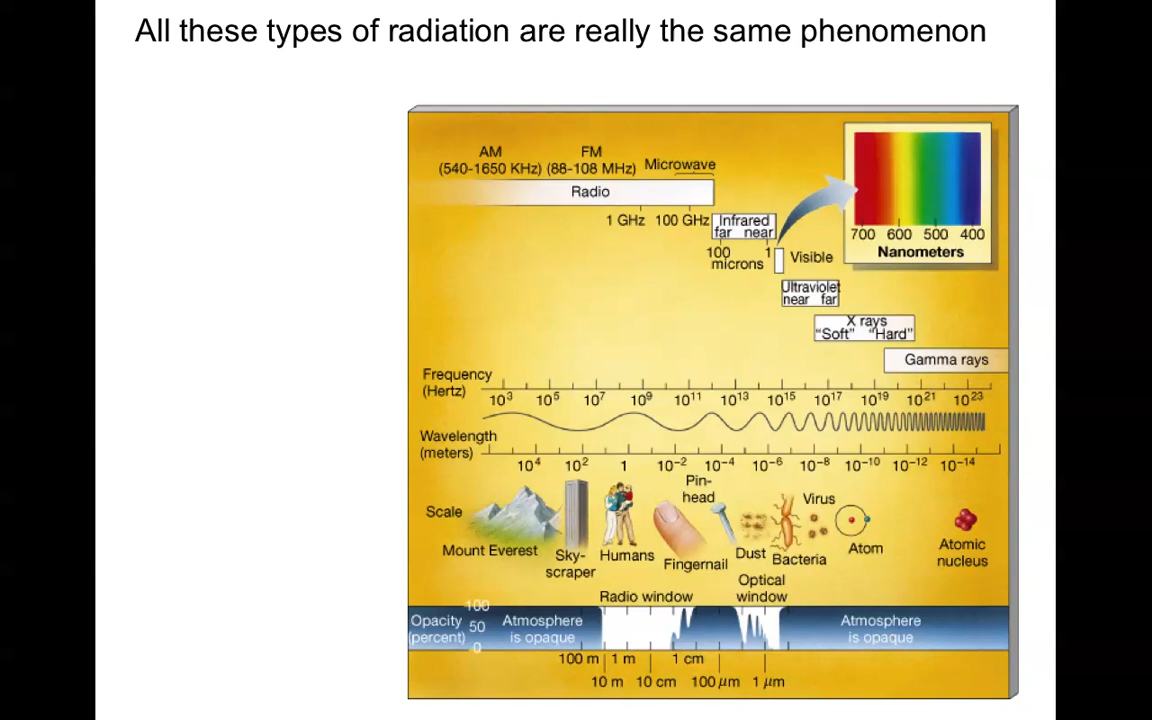 All these types of radiation are really the same phenomenon
AM
(540-1650 KHz)
FM
(88-108 MHz)
Microwave
Radio
1 GHz 100 GHz
Infrared
far near
100 1
microns
Visible
700 600 500 400
Nanometers
Ultraviolet
near far
X rays
"Soft" "Hard"
Gamma rays
Frequency
(Hertz)
10³ 10⁵ 10⁷ 10⁹ 10¹¹ 10¹³ 10¹⁵ 10¹⁷ 10¹⁹ 10²¹ 10²³
Wavelength
(meters)
10⁴ 10² 1 10⁻² 10⁻⁴ 10⁻⁶ 10⁻⁸ 10⁻¹⁰ 10⁻¹² 10⁻¹⁴
Scale
Mount Everest
Sky-
scraper
Humans
Fingernail
Pin-
head
Dust
Bacteria
Virus
Atom
Atomic
nucleus
Radio window
Optical
window
Opacity
(percent)
100
50
0
Atmosphere
is opaque
Atmosphere
is opaque
100 m 1 m 1 cm
10 m 10 cm 100 μm 1 μm